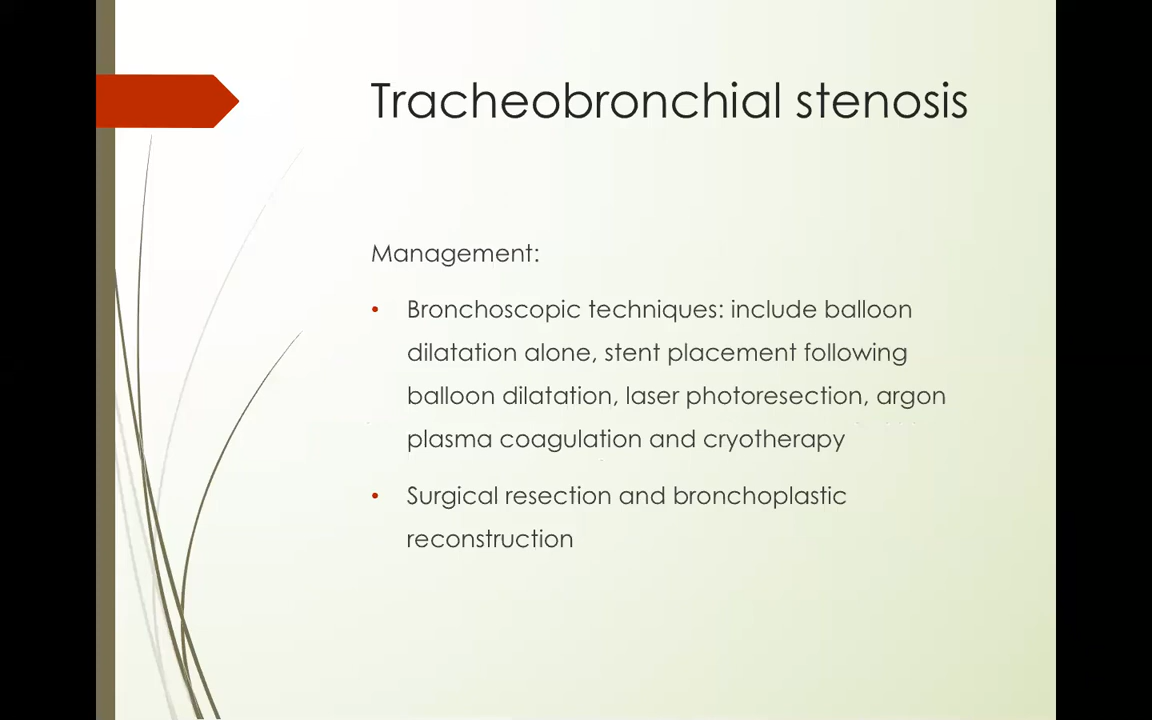 Tracheobronchial stenosis
Management:
• Bronchoscopic techniques: include balloon
dilatation alone, stent placement following
balloon dilatation, laser photoresection, argon
plasma coagulation and cryotherapy
• Surgical resection and bronchoplastic
reconstruction